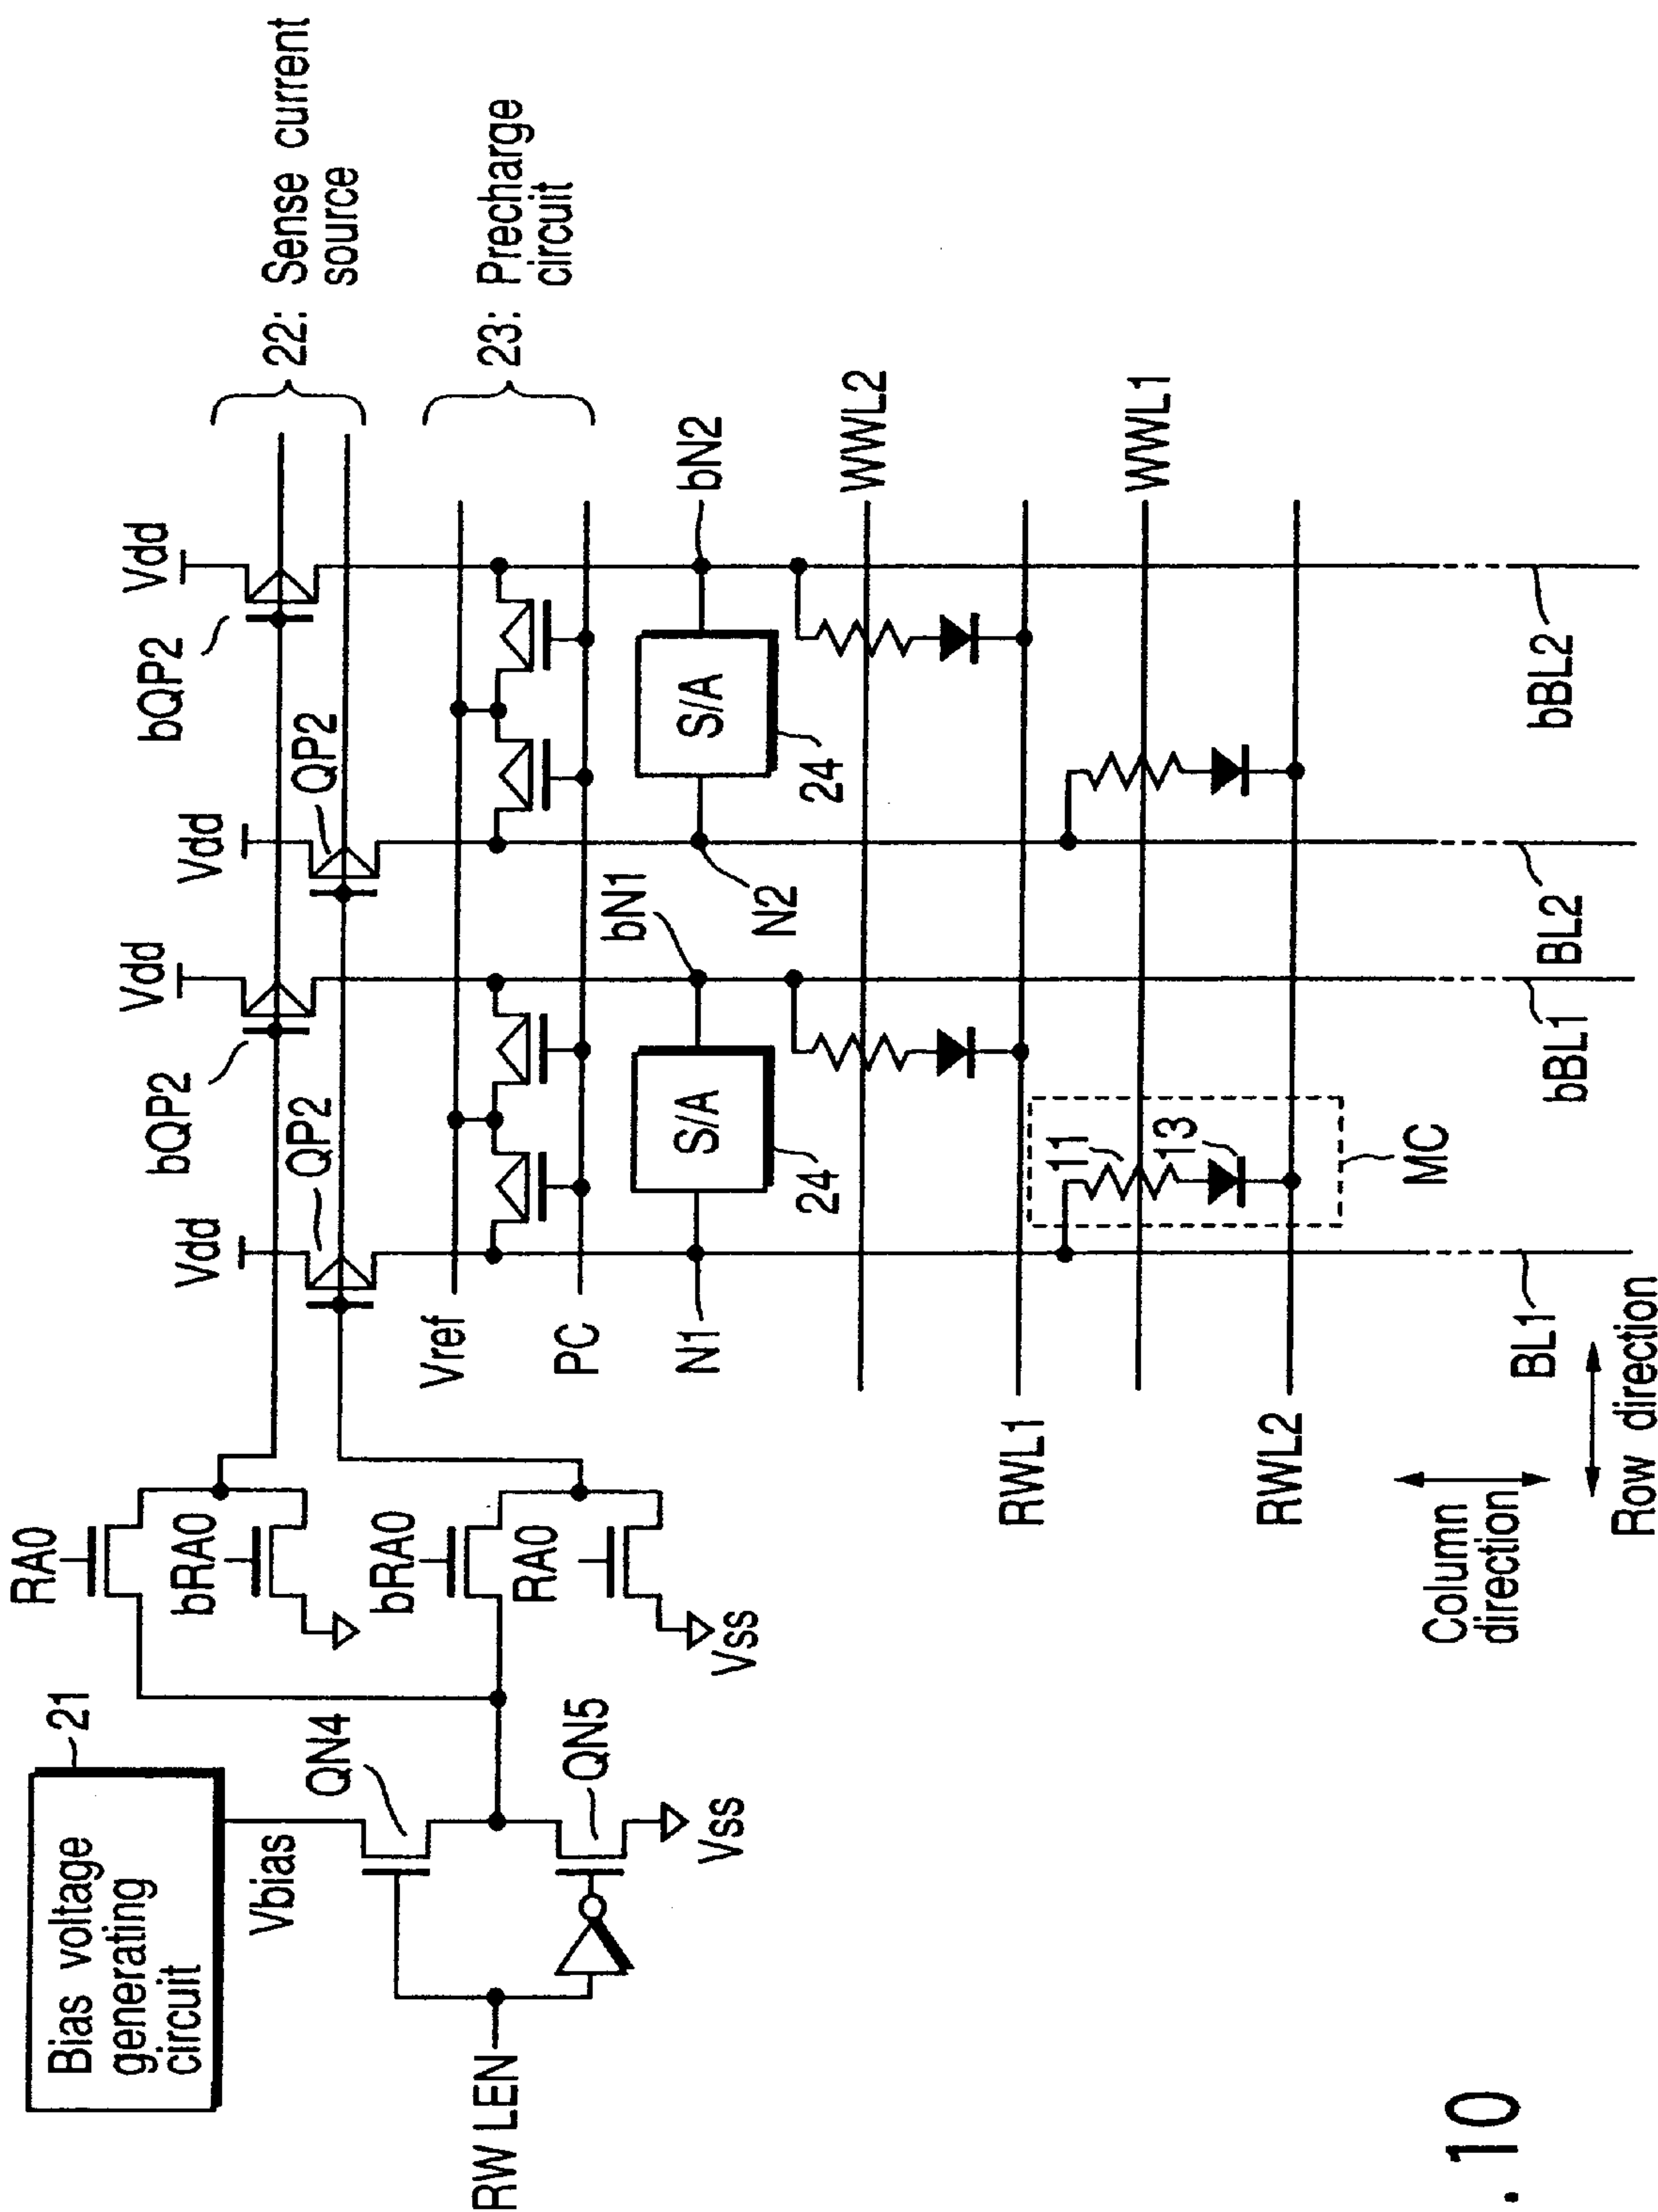 Bias voltage
generating
circuit
21
Vbias
QN4
QN5
Vss
RW LEN
RA0
bRA0
bRA0
RA0
Vss
Vdd
Vdd
Vdd
Vdd
bQP2
bQP2
QP2
QP2
22: Sense current
source
23: Precharge
circuit
Vref
PC
N1
S/A
24
bN1
N2
S/A
24
bN2
WWL2
RWL1
WWL1
RWL2
11
13
MC
BL1
bBL1
BL2
bBL2
Column
direction
Row direction
. 10